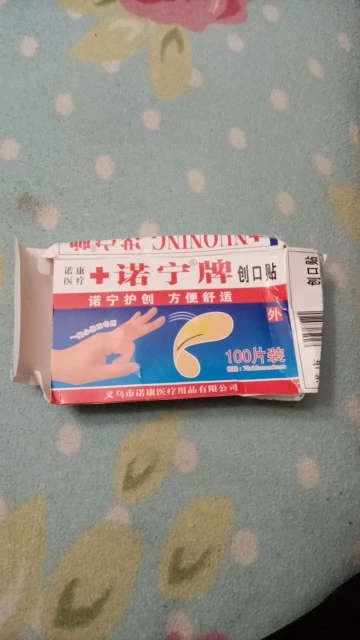 NUONING
诺康
医疗
诺宁®牌 创口贴
诺宁护创 方便舒适
外
100片装
义乌市诺康医疗用品有限公司
创口贴